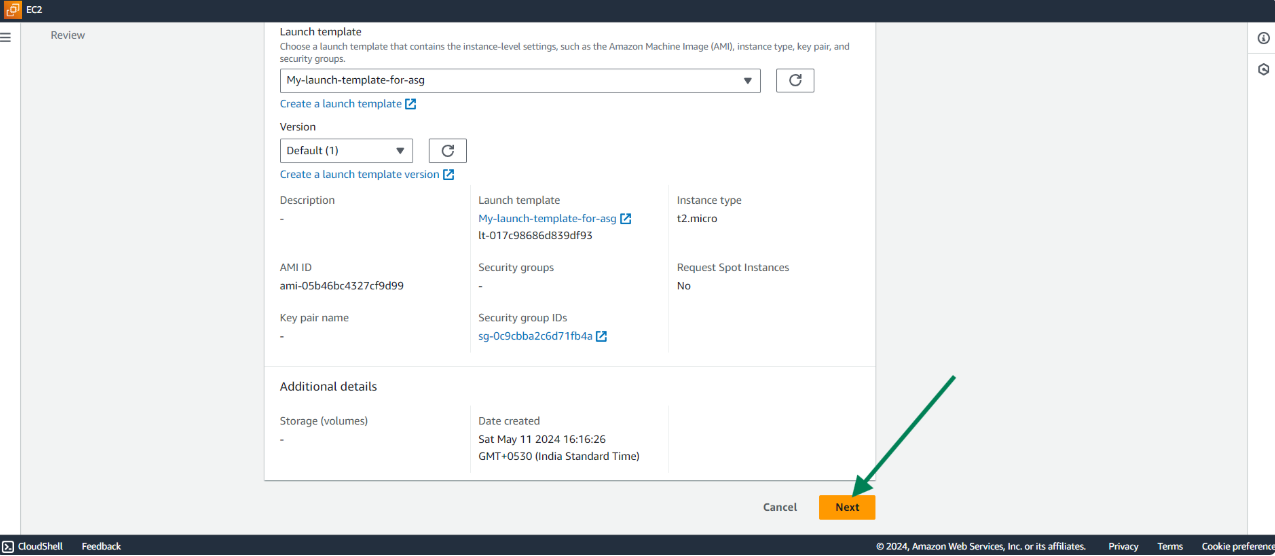 EC2
Review
Launch template
Choose a launch template that contains the instance-level settings, such as the Amazon Machine Image (AMI), instance type, key pair, and
security groups.
My-launch-template-for-asg
Create a launch template
Version
Default (1)
Create a launch template version
Description
-
Launch template
My-launch-template-for-asg
lt-017c98686d839df93
Instance type
t2.micro
AMI ID
ami-05b46bc4327cf9d99
Security groups
-
Request Spot Instances
No
Key pair name
-
Security group IDs
sg-0c9cbba2c6d71fb4a
Additional details
Storage (volumes)
-
Date created
Sat May 11 2024 16:16:26
GMT+0530 (India Standard Time)
Cancel
Next
CloudShell
Feedback
© 2024, Amazon Web Services, Inc. or its affiliates.
Privacy
Terms
Cookie preference